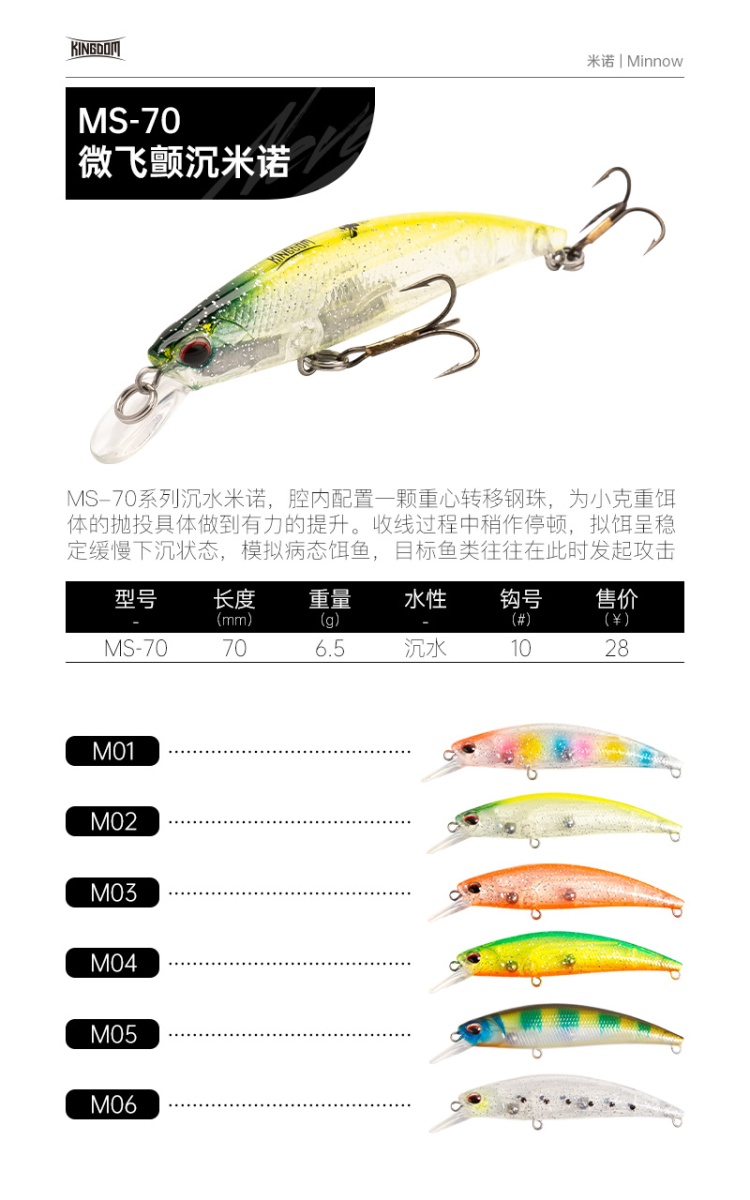 KINGDOM
米诺 | Minnow
MS-70
微飞颤沉米诺
KINGDOM
MS-70系列沉水米诺，腔内配置一颗重心转移钢珠，为小克重饵
体的抛投具体做到有力的提升。收线过程中稍作停顿，拟饵呈稳
定缓慢下沉状态，模拟病态饵鱼，目标鱼类往往在此时发起攻击
型号 长度 重量 水性 钩号 售价
- (mm) (g) - (#) (¥)
MS-70 70 6.5 沉水 10 28
M01
M02
M03
M04
M05
M06